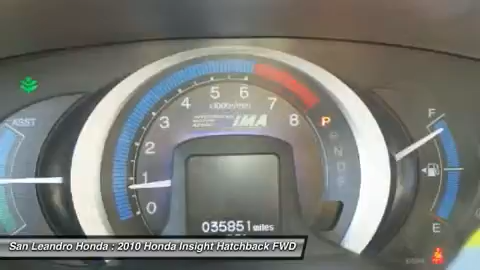 ASST
5
6
4
x1000r/min
7
3
IMA
8
P
2
R
N
D
S
1
0
035851 miles
F
E
San Leandro Honda : 2010 Honda Insight Hatchback FWD